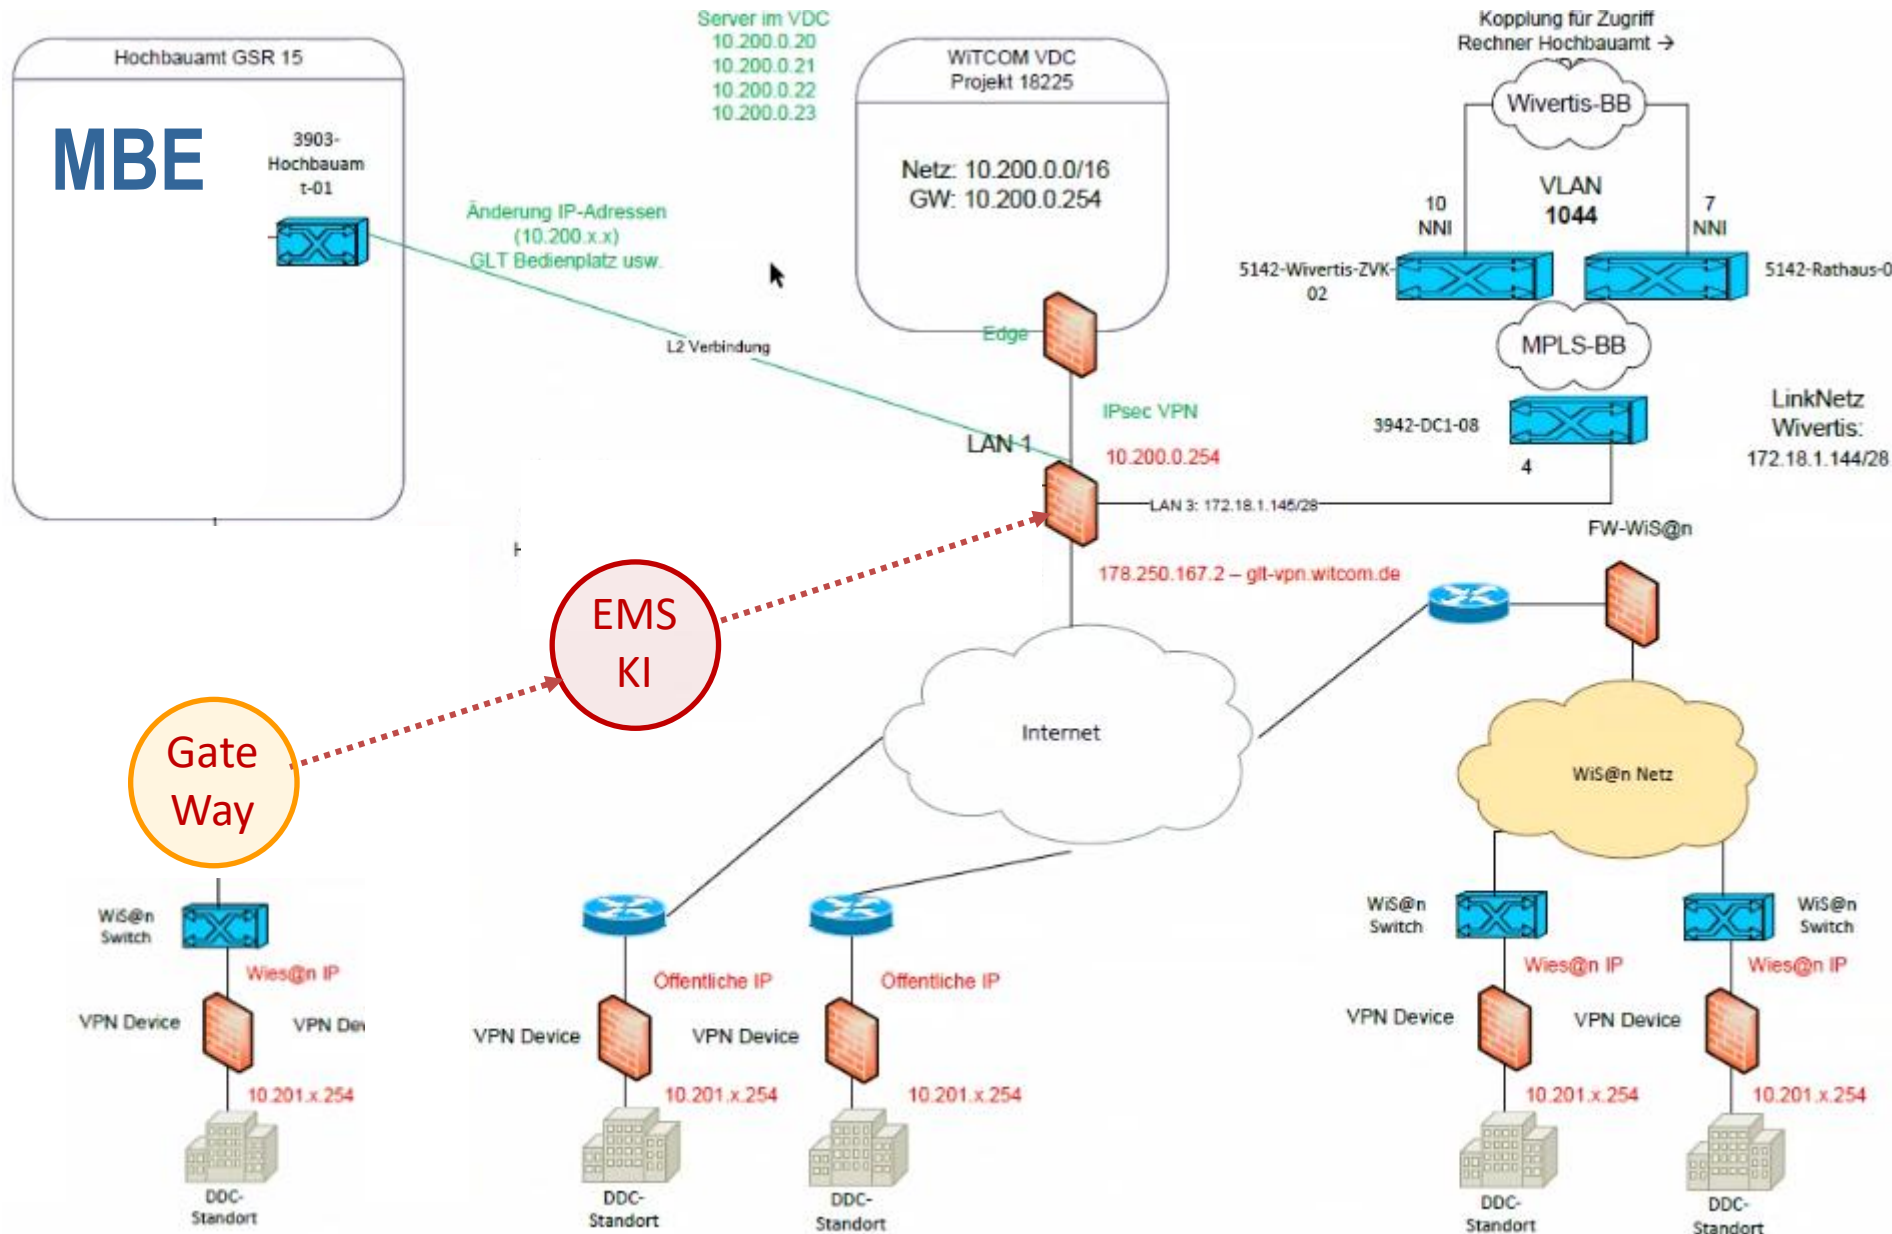 Server im VDC
10.200.0.20
10.200.0.21
10.200.0.22
10.200.0.23
Hochbauamt GSR 15
MBE
3903-
Hochbauam
t-01
Änderung IP-Adressen
(10.200.x.x)
GLT Bedienplatz usw.
L2 Verbindung
WiTCOM VDC
Projekt 18225
Netz: 10.200.0.0/16
GW: 10.200.0.254
Edge
IPsec VPN
LAN 1
10.200.0.254
LAN 3: 172.18.1.145/28
178.250.167.2 – glt-vpn.witcom.de
Kopplung für Zugriff
Rechner Hochbauamt →
Wivertis-BB
VLAN
1044
10
NNI
7
NNI
5142-Wivertis-ZVK-
02
5142-Rathaus-0
MPLS-BB
3942-DC1-08
4
LinkNetz
Wivertis:
172.18.1.144/28
FW-WiS@n
EMS
KI
Gate
Way
Internet
WiS@n Netz
WiS@n
Switch
Wies@n IP
VPN Device
VPN Dev
10.201.x.254
DDC-
Standort
Öffentliche IP
VPN Device
10.201.x.254
DDC-
Standort
Öffentliche IP
VPN Device
10.201.x.254
DDC-
Standort
WiS@n
Switch
Wies@n IP
VPN Device
10.201.x.254
DDC-
Standort
WiS@n
Switch
Wies@n IP
VPN Device
10.201.x.254
DDC-
Standort